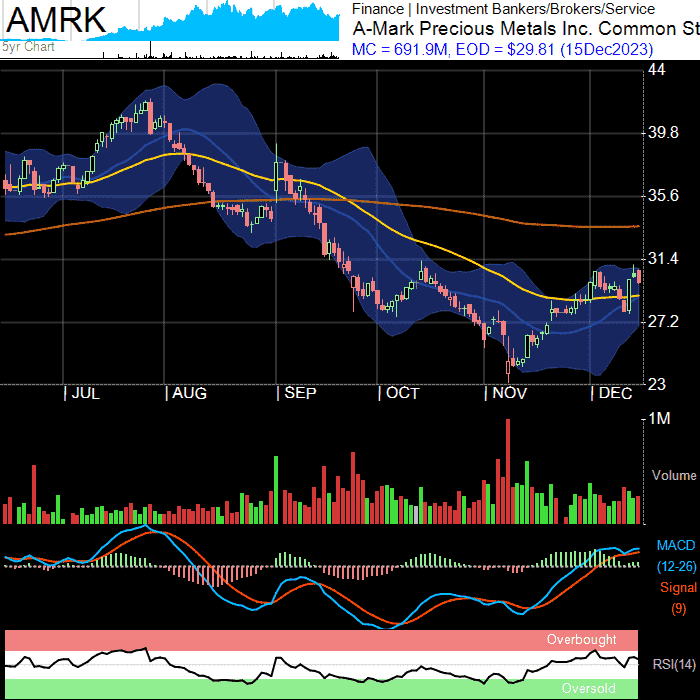 AMRK
5yr Chart
Finance | Investment Bankers/Brokers/Service
A-Mark Precious Metals Inc. Common St
MC = 691.9M, EOD = $29.81 (15Dec2023)
44
39.8
35.6
31.4
27.2
23
| JUL | AUG | SEP | OCT | NOV | DEC
1M
Volume
MACD
(12-26)
Signal
(9)
Overbought
RSI(14)
Oversold